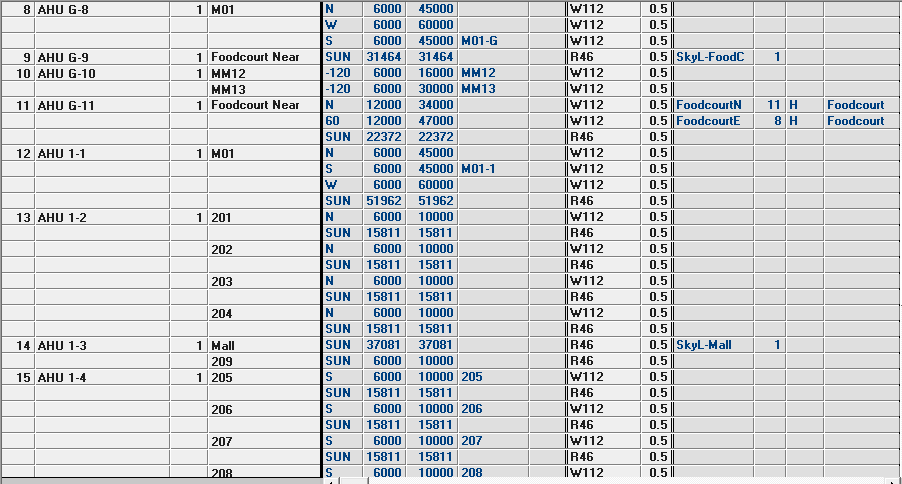 8 AHU G-8 1 M01 N 6000 45000 W112 0.5
W 6000 60000 W112 0.5
S 6000 45000 M01-G W112 0.5
9 AHU G-9 1 Foodcourt Near SUN 31464 31464 R46 0.5 SkyL-FoodC 1
10 AHU G-10 1 MM12 -120 6000 16000 MM12 W112 0.5
MM13 -120 6000 30000 MM13 W112 0.5
11 AHU G-11 1 Foodcourt Near N 12000 34000 W112 0.5 FoodcourtN 11 H Foodcourt
60 12000 47000 W112 0.5 FoodcourtE 8 H Foodcourt
SUN 22372 22372 R46 0.5
12 AHU 1-1 1 M01 N 6000 45000 W112 0.5
S 6000 45000 M01-1 W112 0.5
W 6000 60000 W112 0.5
SUN 51962 51962 R46 0.5
13 AHU 1-2 1 201 N 6000 10000 W112 0.5
SUN 15811 15811 R46 0.5
202 N 6000 10000 W112 0.5
SUN 15811 15811 R46 0.5
203 N 6000 10000 W112 0.5
SUN 15811 15811 R46 0.5
204 N 6000 10000 W112 0.5
SUN 15811 15811 R46 0.5
14 AHU 1-3 1 Mall SUN 37081 37081 R46 0.5 SkyL-Mall 1
209 SUN 6000 10000 R46 0.5
15 AHU 1-4 1 205 S 6000 10000 205 W112 0.5
SUN 15811 15811 R46 0.5
206 S 6000 10000 206 W112 0.5
SUN 15811 15811 R46 0.5
207 S 6000 10000 207 W112 0.5
SUN 15811 15811 R46 0.5
208 S 6000 10000 208 W112 0.5